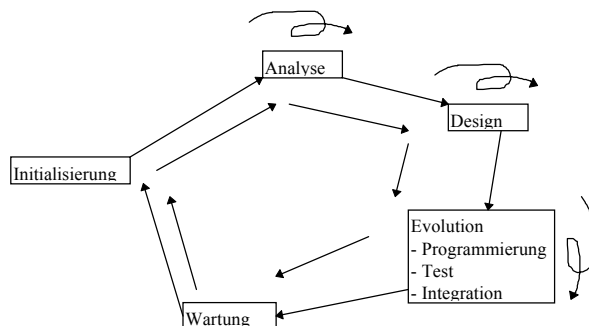 Analyse
Design
Initialisierung
Evolution
- Programmierung
- Test
- Integration
Wartung